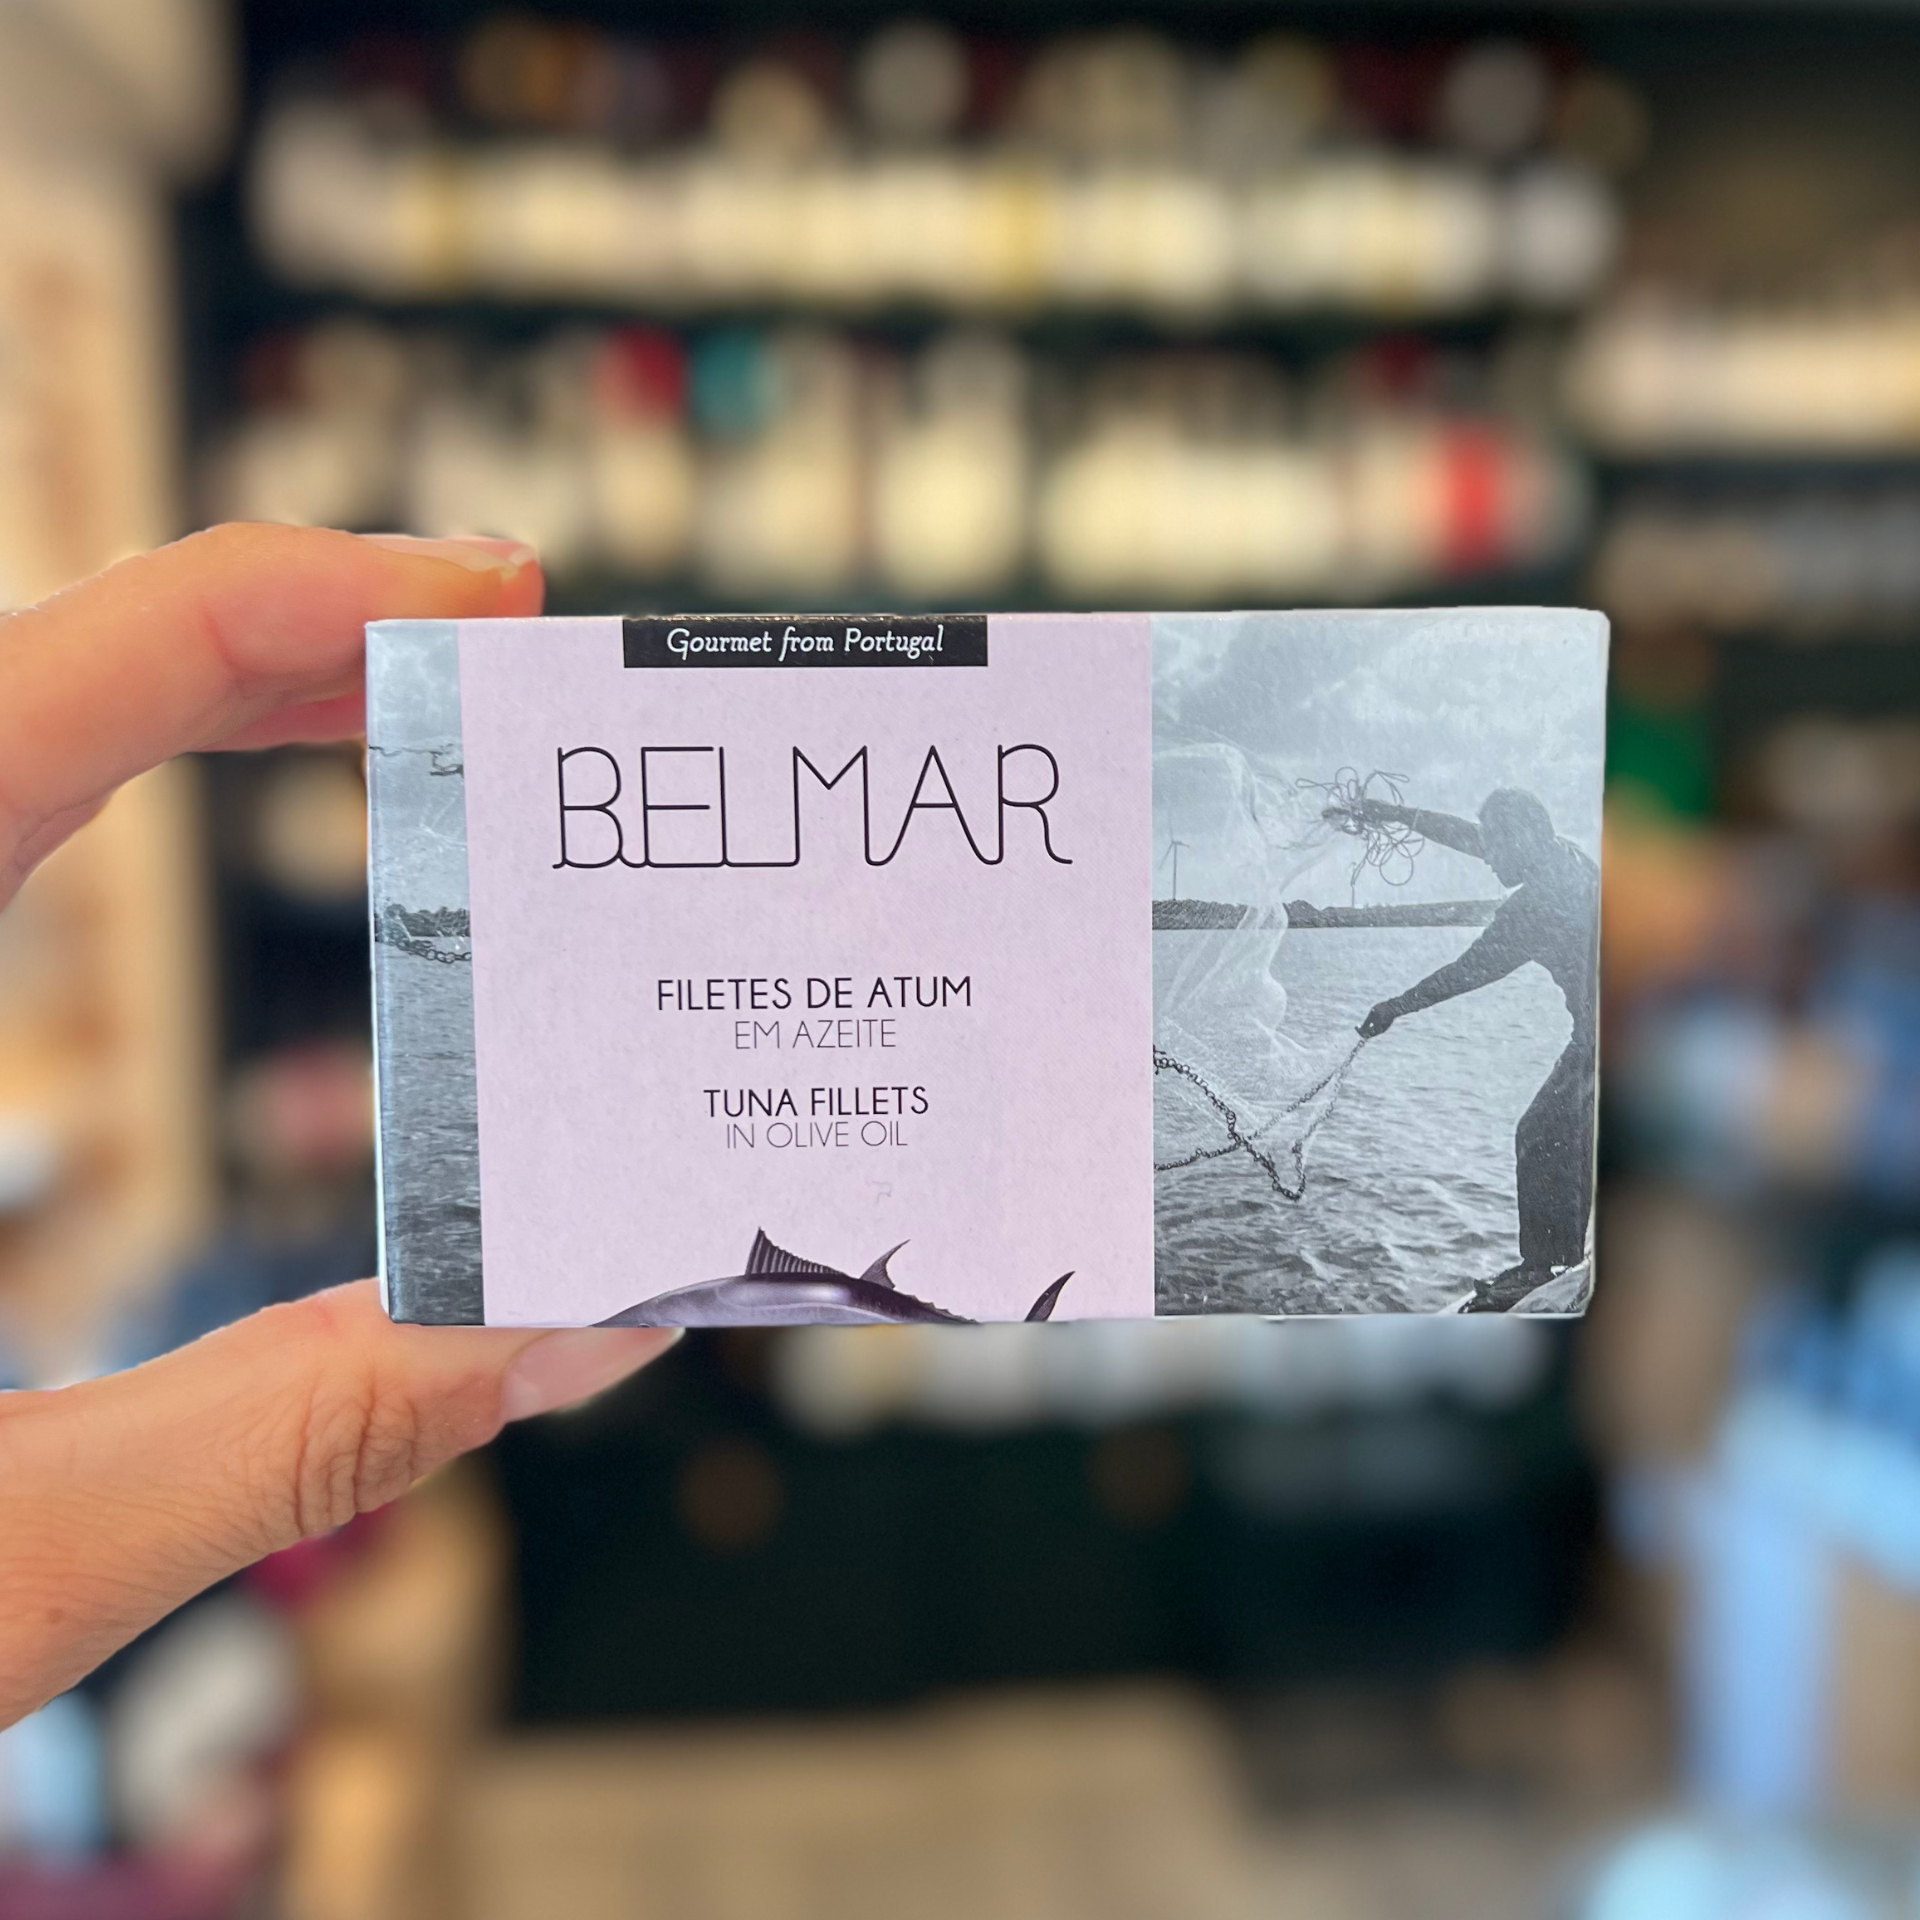 Gourmet from Portugal
BELMAR
FILETES DE ATUM
EM AZEITE
TUNA FILLETS
IN OLIVE OIL